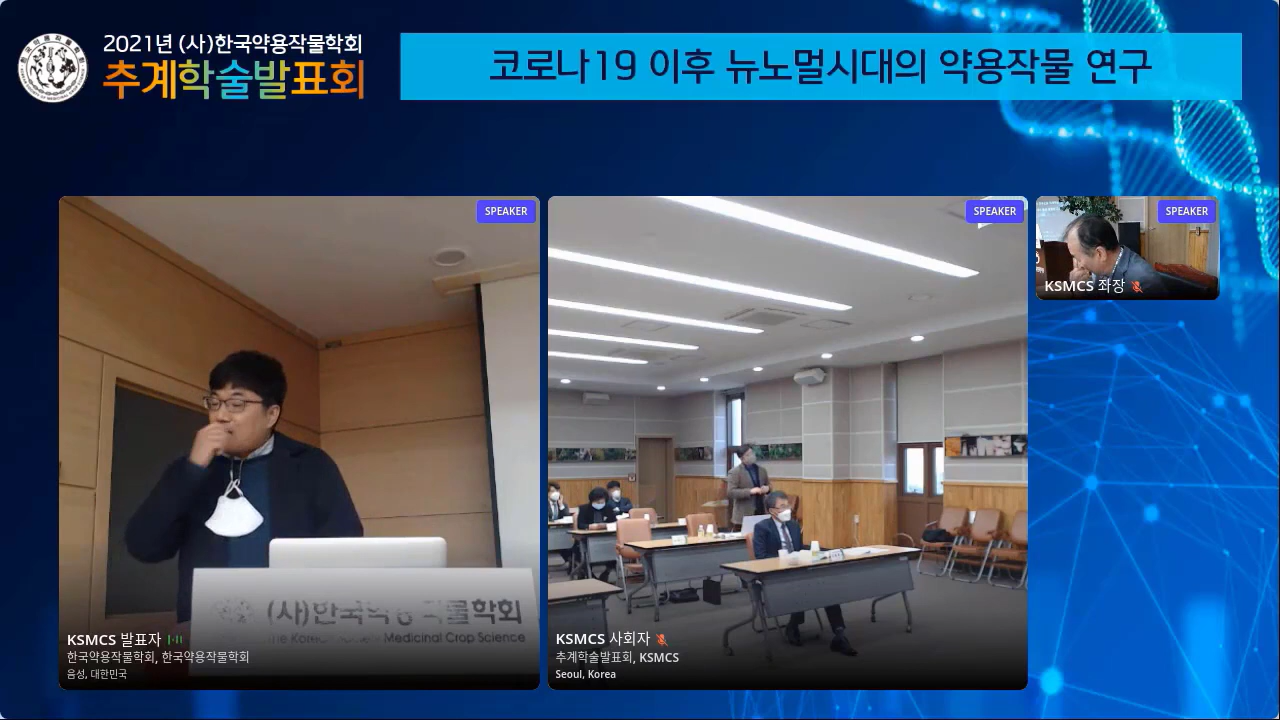 2021년 (사)한국약용작물학회
추계학술발표회
코로나19 이후 뉴노멀시대의 약용작물 연구
SPEAKER
SPEAKER
SPEAKER
KSMCS 좌장
(사)한국약용작물학회
Medicinal Crop Science
KSMCS 발표자
한국약용작물학회, 한국약용작물학회
음성, 대한민국
KSMCS 사회자
추계학술발표회, KSMCS
Seoul, Korea